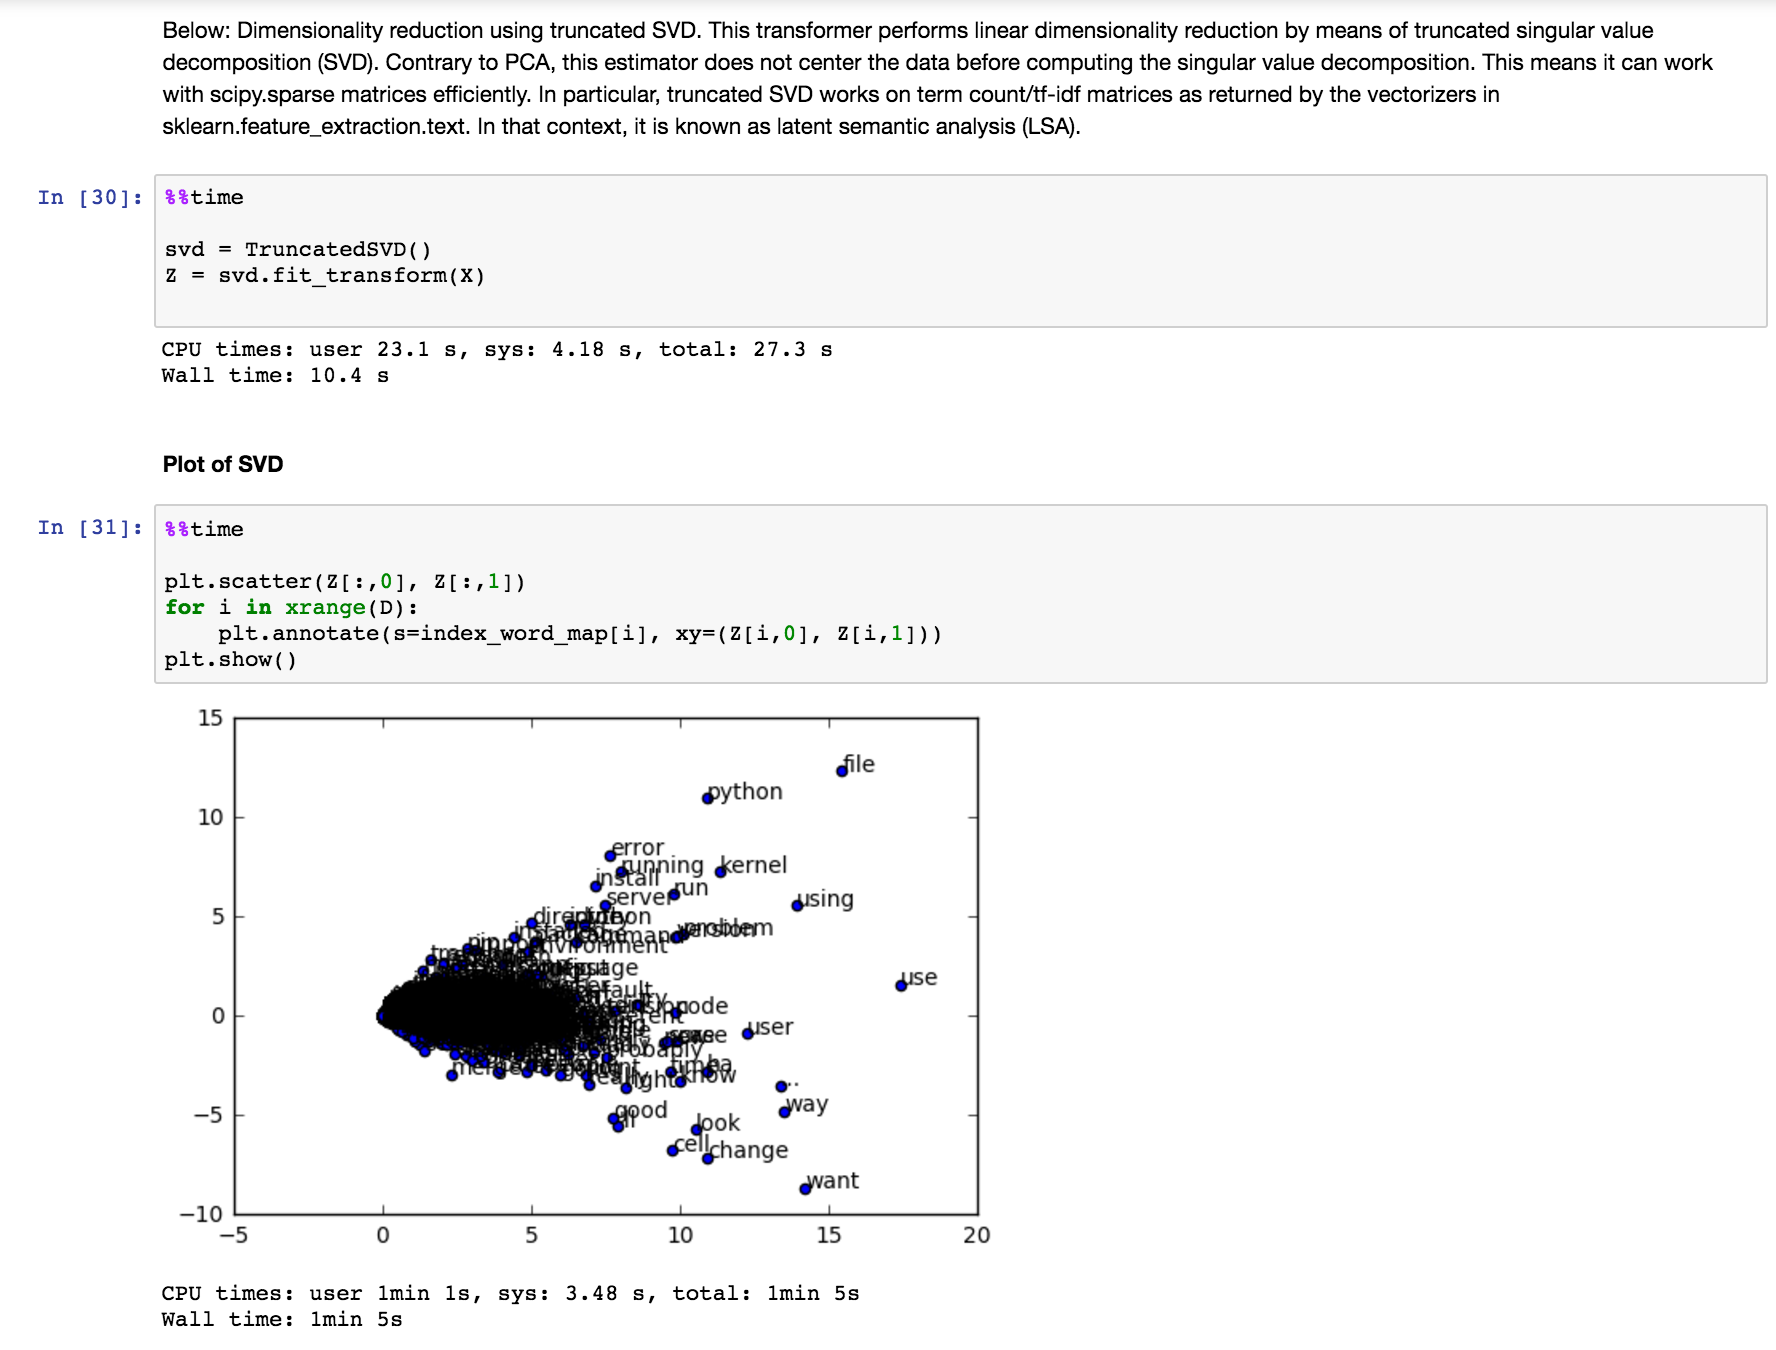 Below: Dimensionality reduction using truncated SVD. This transformer performs linear dimensionality reduction by means of truncated singular value
decomposition (SVD). Contrary to PCA, this estimator does not center the data before computing the singular value decomposition. This means it can work
with scipy.sparse matrices efficiently. In particular, truncated SVD works on term count/tf-idf matrices as returned by the vectorizers in
sklearn.feature_extraction.text. In that context, it is known as latent semantic analysis (LSA).
In [30]: %%time
svd = TruncatedSVD()
Z = svd.fit_transform(X)
CPU times: user 23.1 s, sys: 4.18 s, total: 27.3 s
Wall time: 10.4 s
Plot of SVD
In [31]: %%time
plt.scatter(Z[:,0], Z[:,1])
for i in xrange(D):
    plt.annotate(s=index_word_map[i], xy=(Z[i,0], Z[i,1]))
plt.show()
15
file
python
10
error
running kernel
install
run
server
using
5
problem
version
environment
use
0
code
user
probably
know
..
way
−5
good
look
cell
change
want
−10
−5 0 5 10 15 20
CPU times: user 1min 1s, sys: 3.48 s, total: 1min 5s
Wall time: 1min 5s